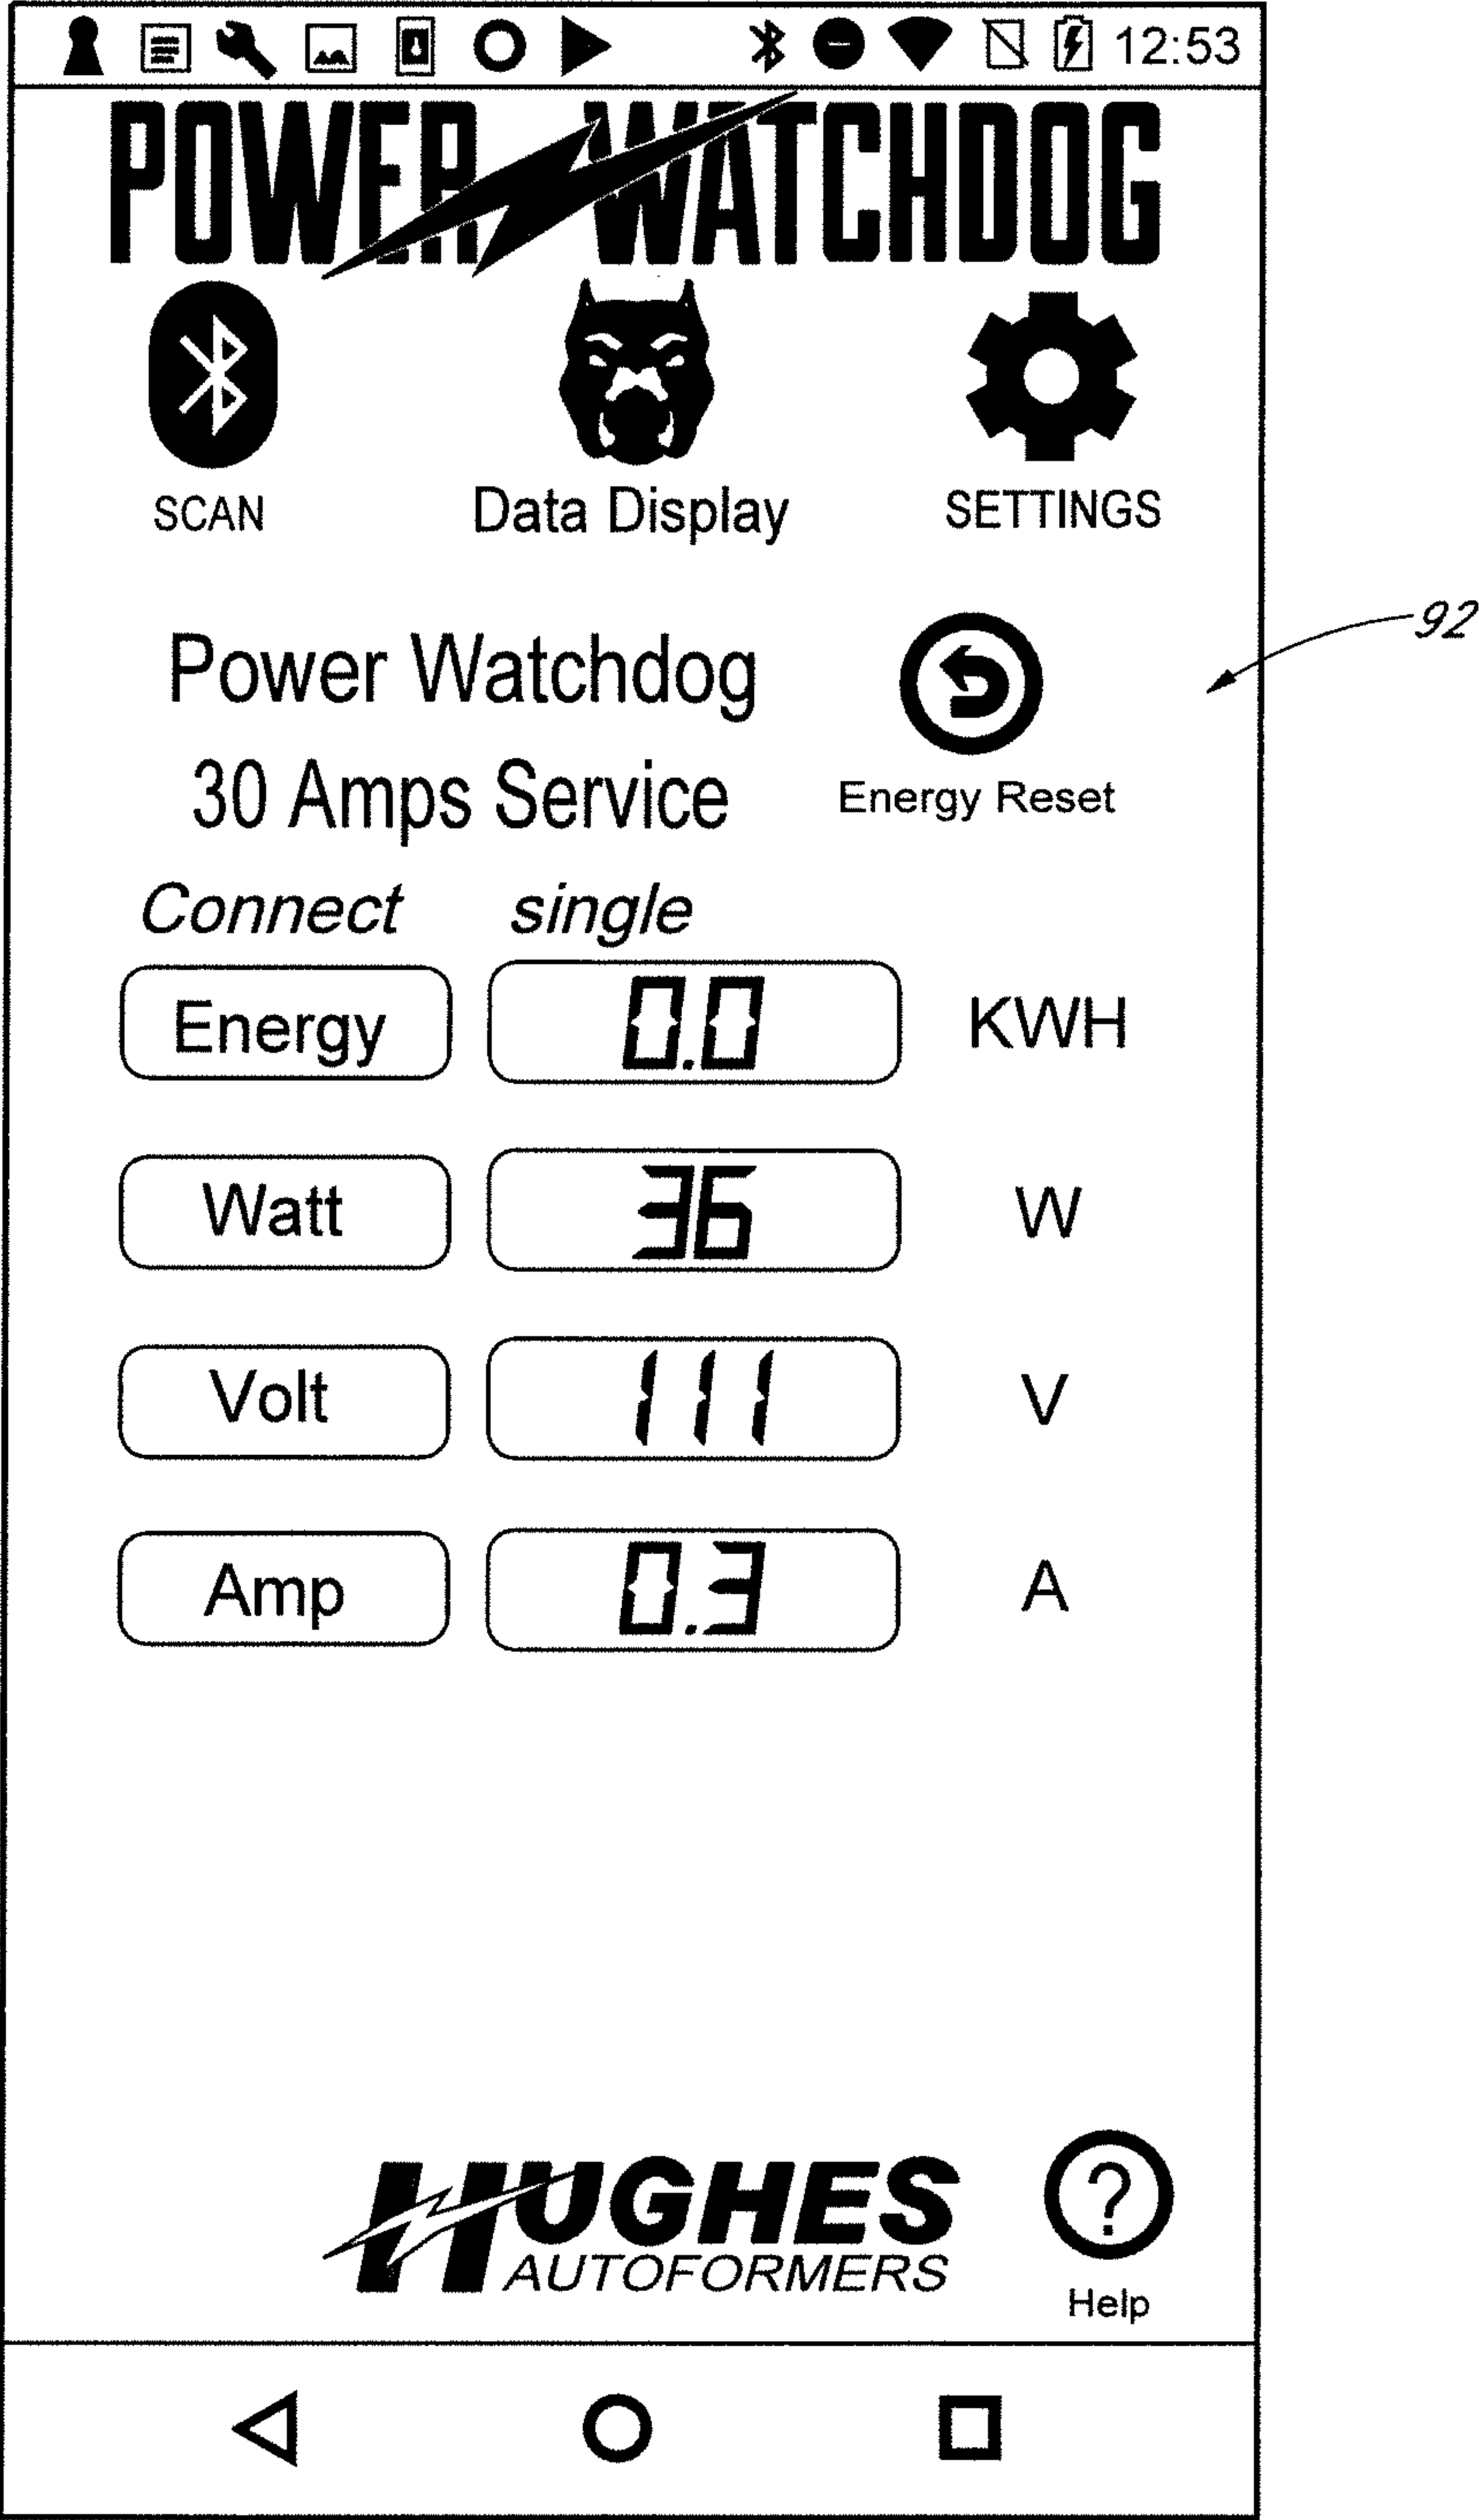 12:53
POWER WATCHDOG
SCAN Data Display SETTINGS
92
Power Watchdog
30 Amps Service Energy Reset
Connect single
Energy 0.0 KWH
Watt 36 W
Volt 111 V
Amp 0.3 A
HUGHES
AUTOFORMERS
?
Help